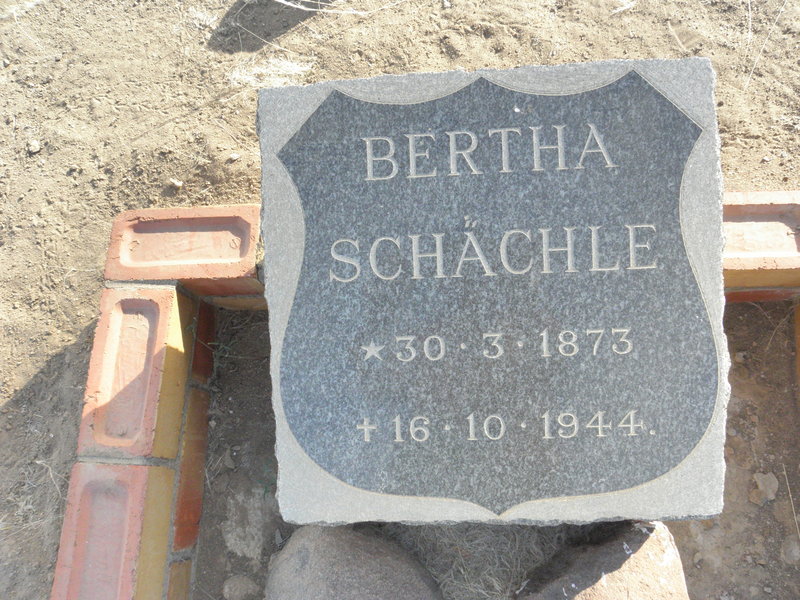 BERTHA
SCHÄCHLE
★ 30 · 3 · 1873
✝ 16 · 10 · 1944.